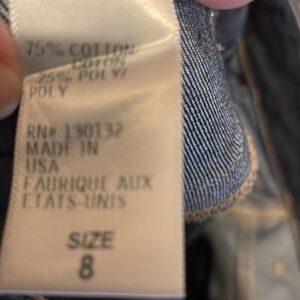 75% COTTON/
COTON
25% POLY/
POLY
RN# 130132
MADE IN
USA
FABRIQUE AUX
ETATS-UNIS
SIZE
8